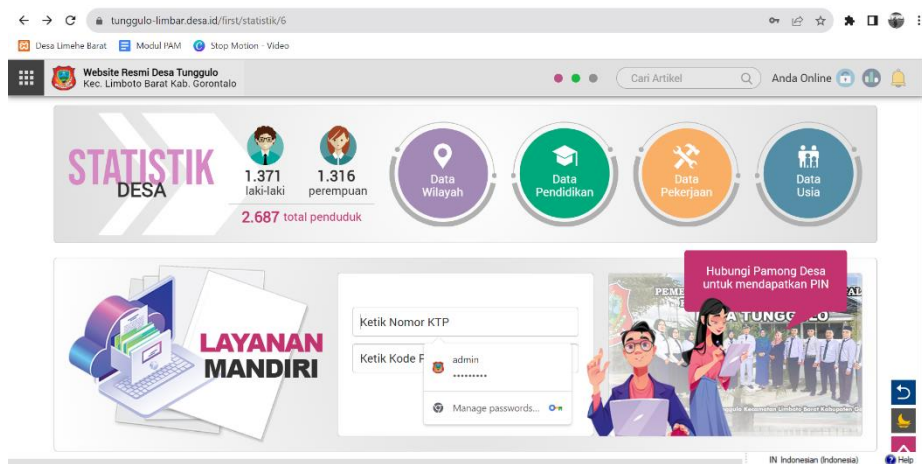 tunggulo-limbar.desa.id/first/statistik/6
Desa Limehe Barat
Modul PAM
Stop Motion - Video
Website Resmi Desa Tunggulo
Kec. Limboto Barat Kab. Gorontalo
Cari Artikel
Anda Online
STATISTIK
DESA
1.371
laki-laki
1.316
perempuan
2.687 total penduduk
Data
Wilayah
Data
Pendidikan
Data
Pekerjaan
Data
Usia
LAYANAN
MANDIRI
Ketik Nomor KTP
Ketik Kode P
admin
•••••••••
Manage passwords...
Hubungi Pamong Desa
untuk mendapatkan PIN
PEME
TUNGGULO
IN Indonesian (Indonesia)
Help